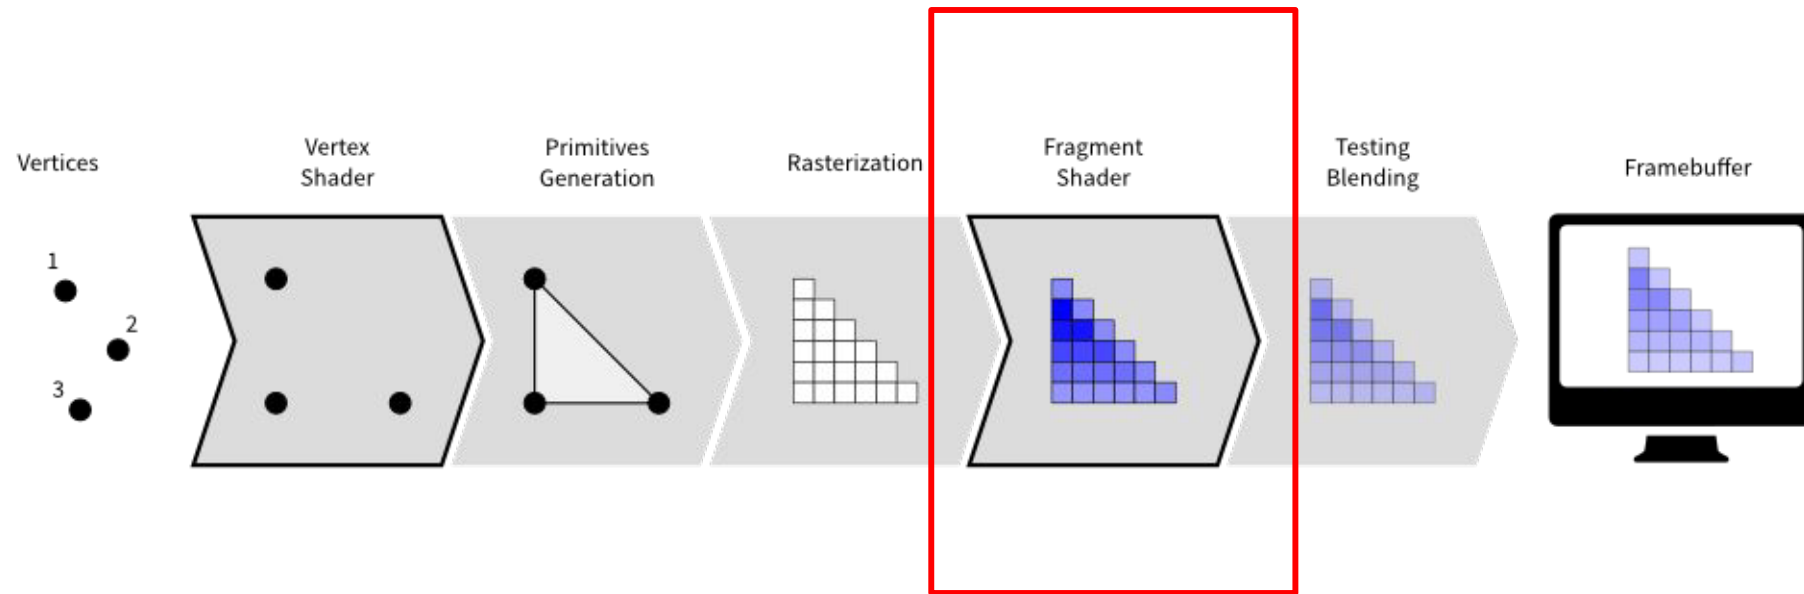 Vertices
Vertex
Shader
Primitives
Generation
Rasterization
Fragment
Shader
Testing
Blending
Framebuffer
1
2
3